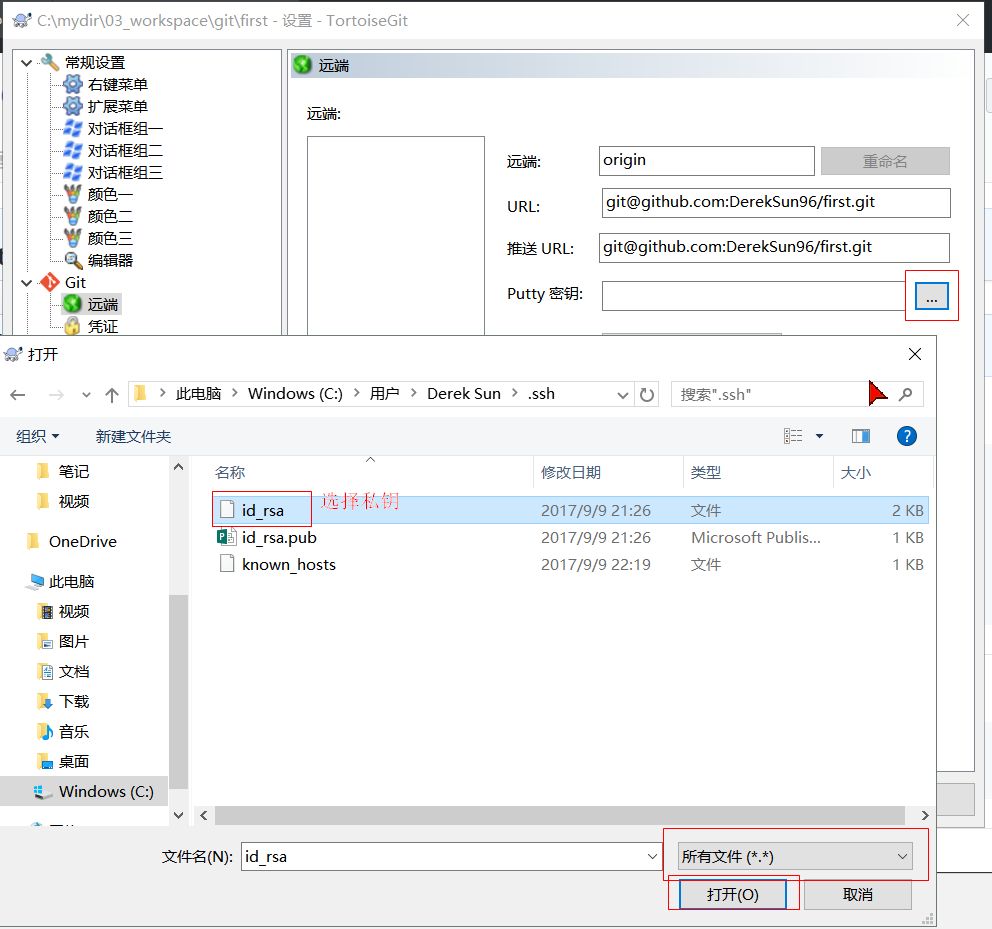 C:\mydir\03_workspace\git\first - 设置 - TortoiseGit
常规设置
右键菜单
扩展菜单
对话框组一
对话框组二
对话框组三
颜色一
颜色二
颜色三
编辑器
Git
远端
凭证
远端
远端:
远端:
origin
重命名
URL:
git@github.com:DerekSun96/first.git
推送 URL:
git@github.com:DerekSun96/first.git
Putty 密钥:
...
打开
此电脑
Windows (C:)
用户
Derek Sun
.ssh
搜索".ssh"
组织
新建文件夹
?
笔记
视频
OneDrive
此电脑
视频
图片
文档
下载
音乐
桌面
Windows (C:)
名称 修改日期 类型 大小
id_rsa 选择私钥 2017/9/9 21:26 文件 2 KB
id_rsa.pub 2017/9/9 21:26 Microsoft Publis... 1 KB
known_hosts 2017/9/9 22:19 文件 1 KB
文件名(N):
id_rsa
所有文件 (*.*)
打开(O)
取消